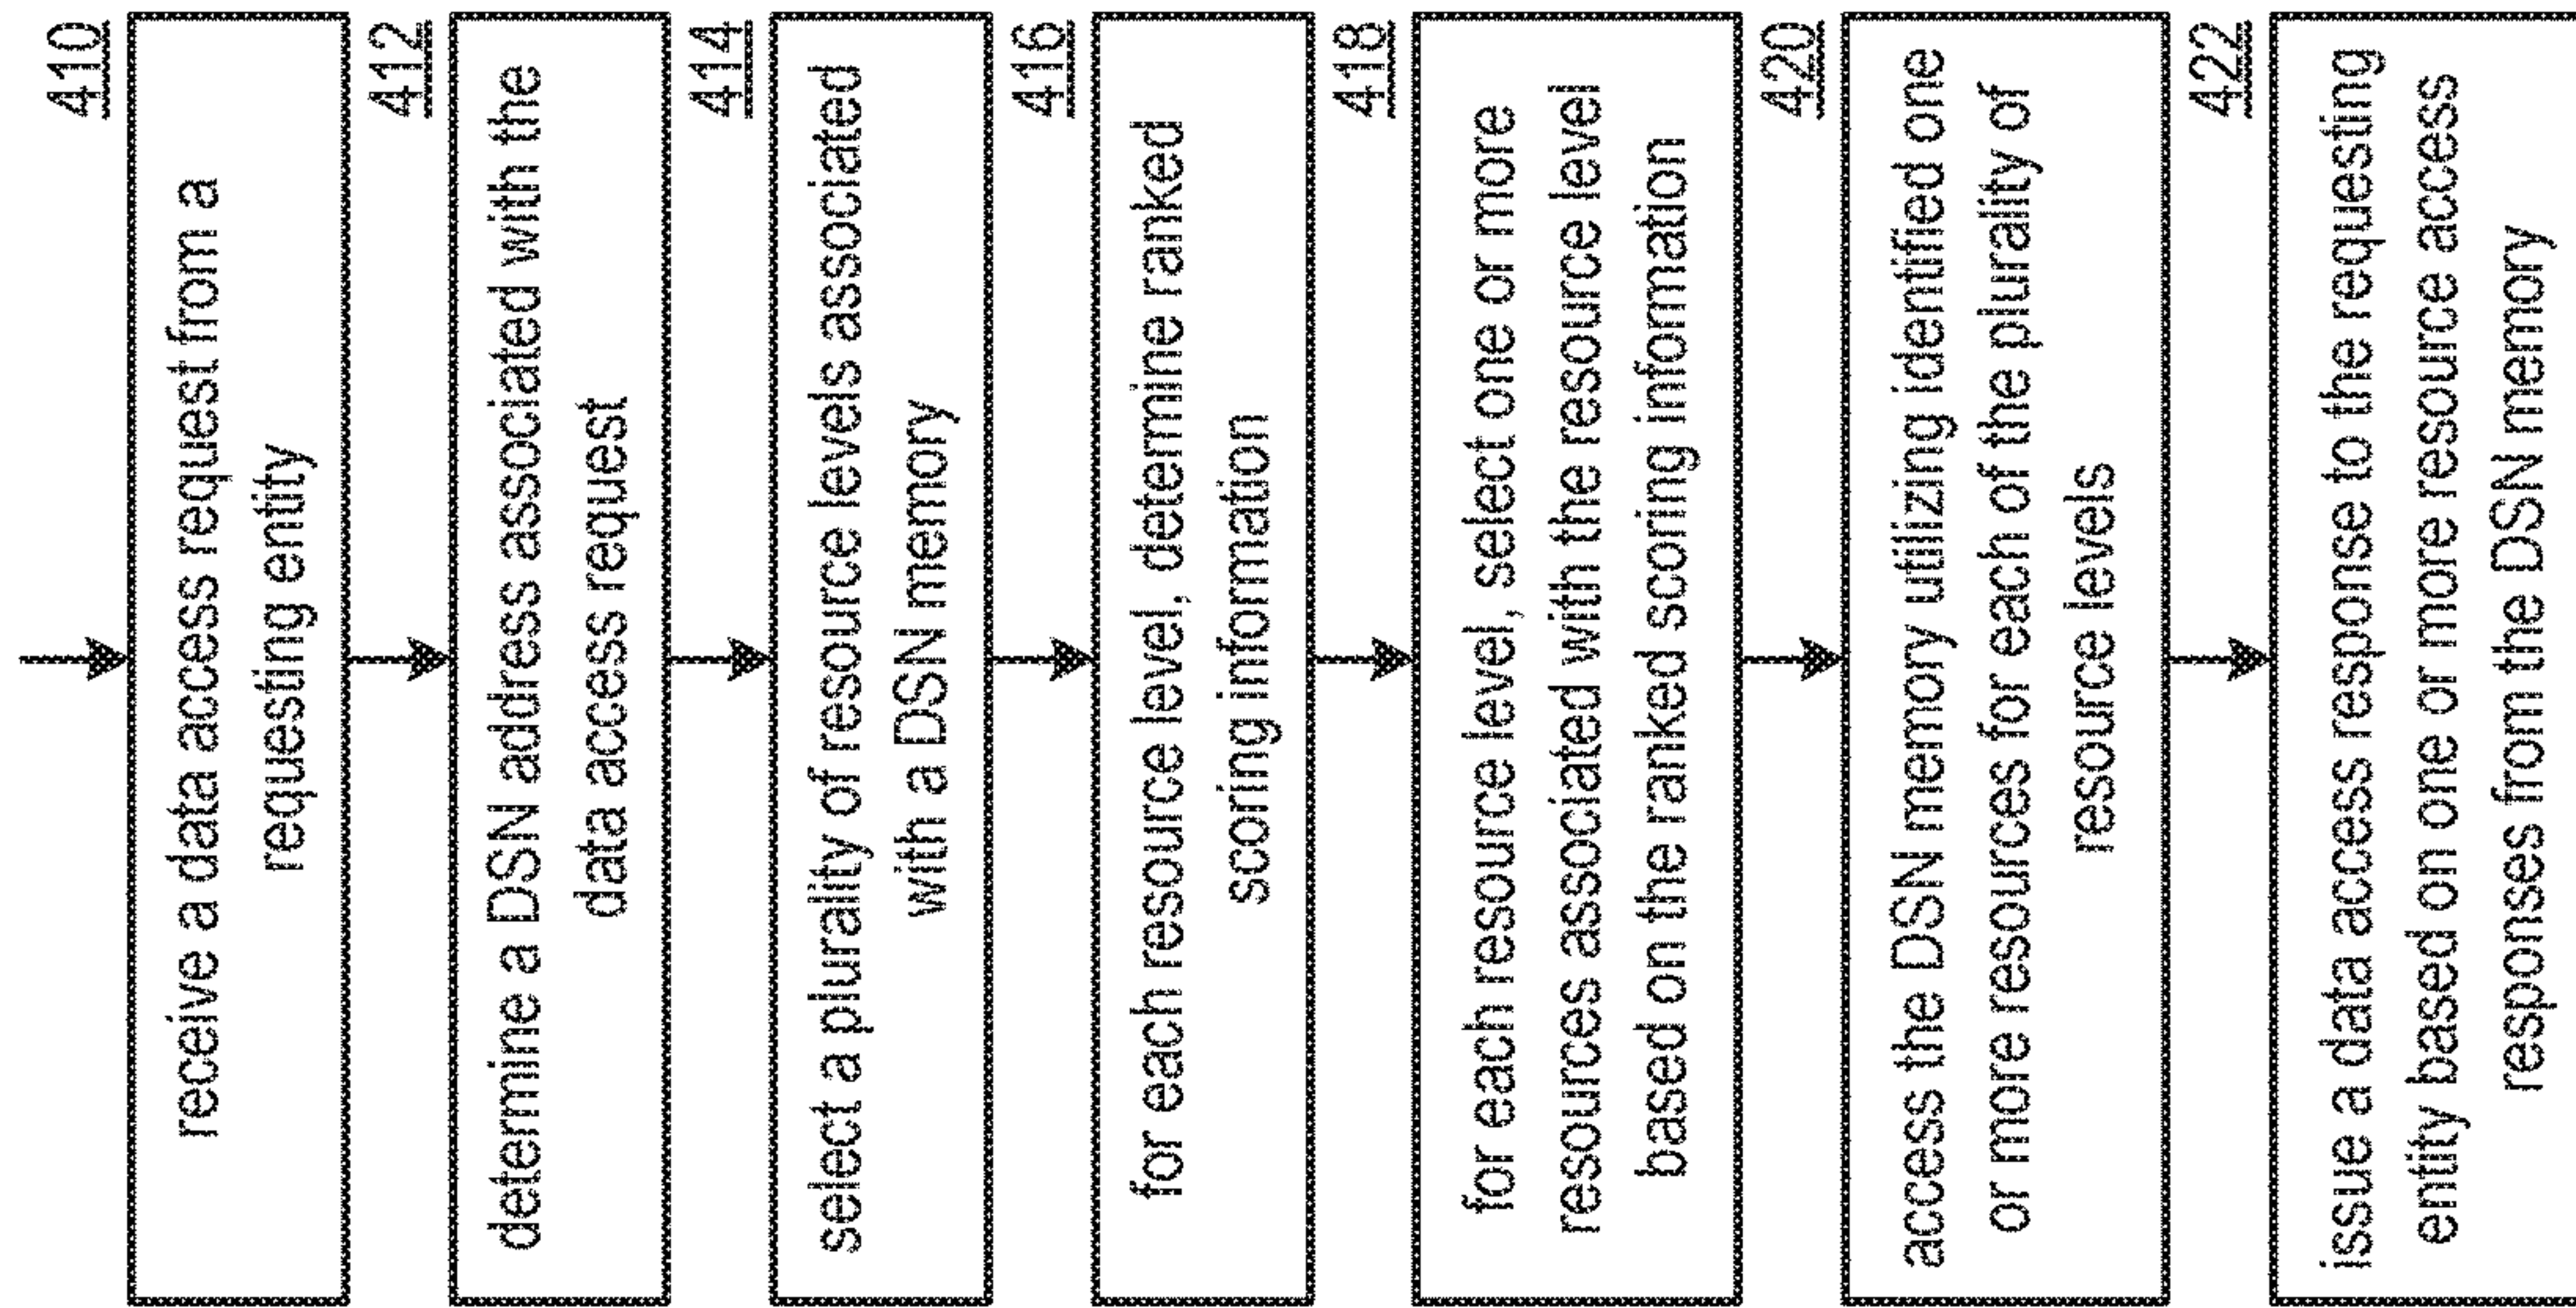 410
receive a data access request from a
requesting entity
412
determine a DSN address associated with the
data access request
414
select a plurality of resource levels associated
with a DSN memory
416
for each resource level, determine ranked
scoring information
418
for each resource level, select one or more
resources associated with the resource level
based on the ranked scoring information
420
access the DSN memory utilizing identified one
or more resources for each of the plurality of
resource levels
422
issue a data access response to the requesting
entity based on one or more resource access
responses from the DSN memory